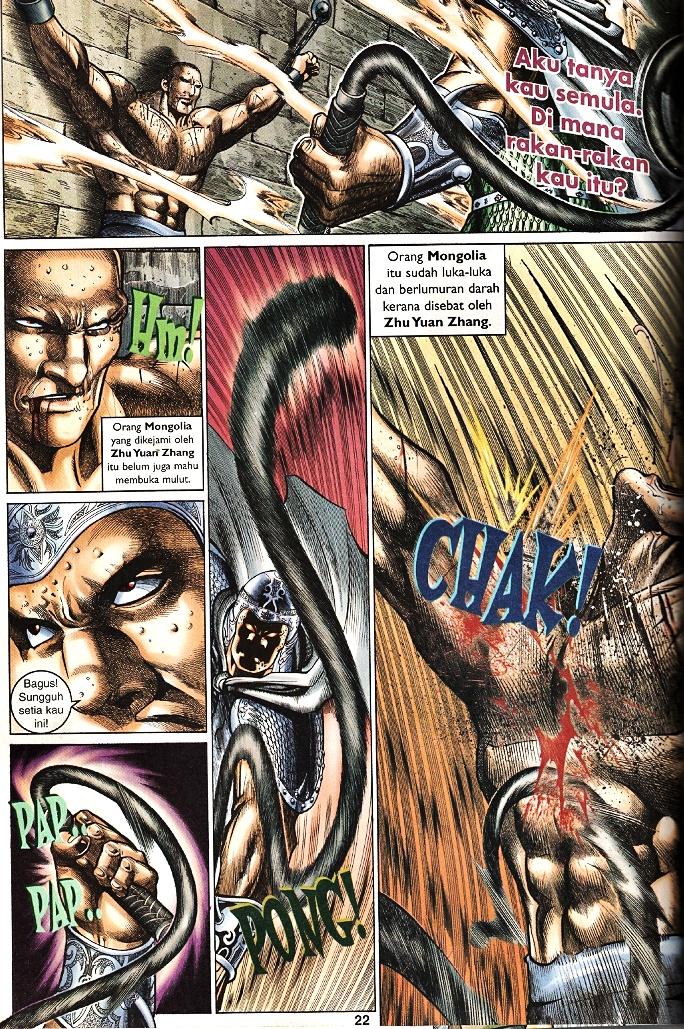 Aku tanya
kau semula.
Di mana
rakan-rakan
kau itu?
Hm!
Orang Mongolia
yang dikejami oleh
Zhu Yuan Zhang
itu belum juga mahu
membuka mulut.
Bagus!
Sungguh
setia kau
ini!
PAP..
PAP..
PONG!
Orang Mongolia
itu sudah luka-luka
dan berlumuran darah
kerana disebat oleh
Zhu Yuan Zhang.
CHAK!
22